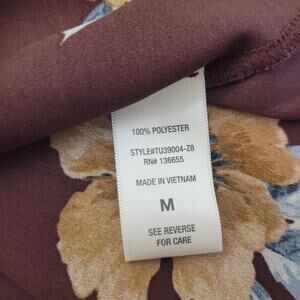 100% POLYESTER
STYLE#TU39004-Z8
RN# 136655
MADE IN VIETNAM
M
SEE REVERSE
FOR CARE